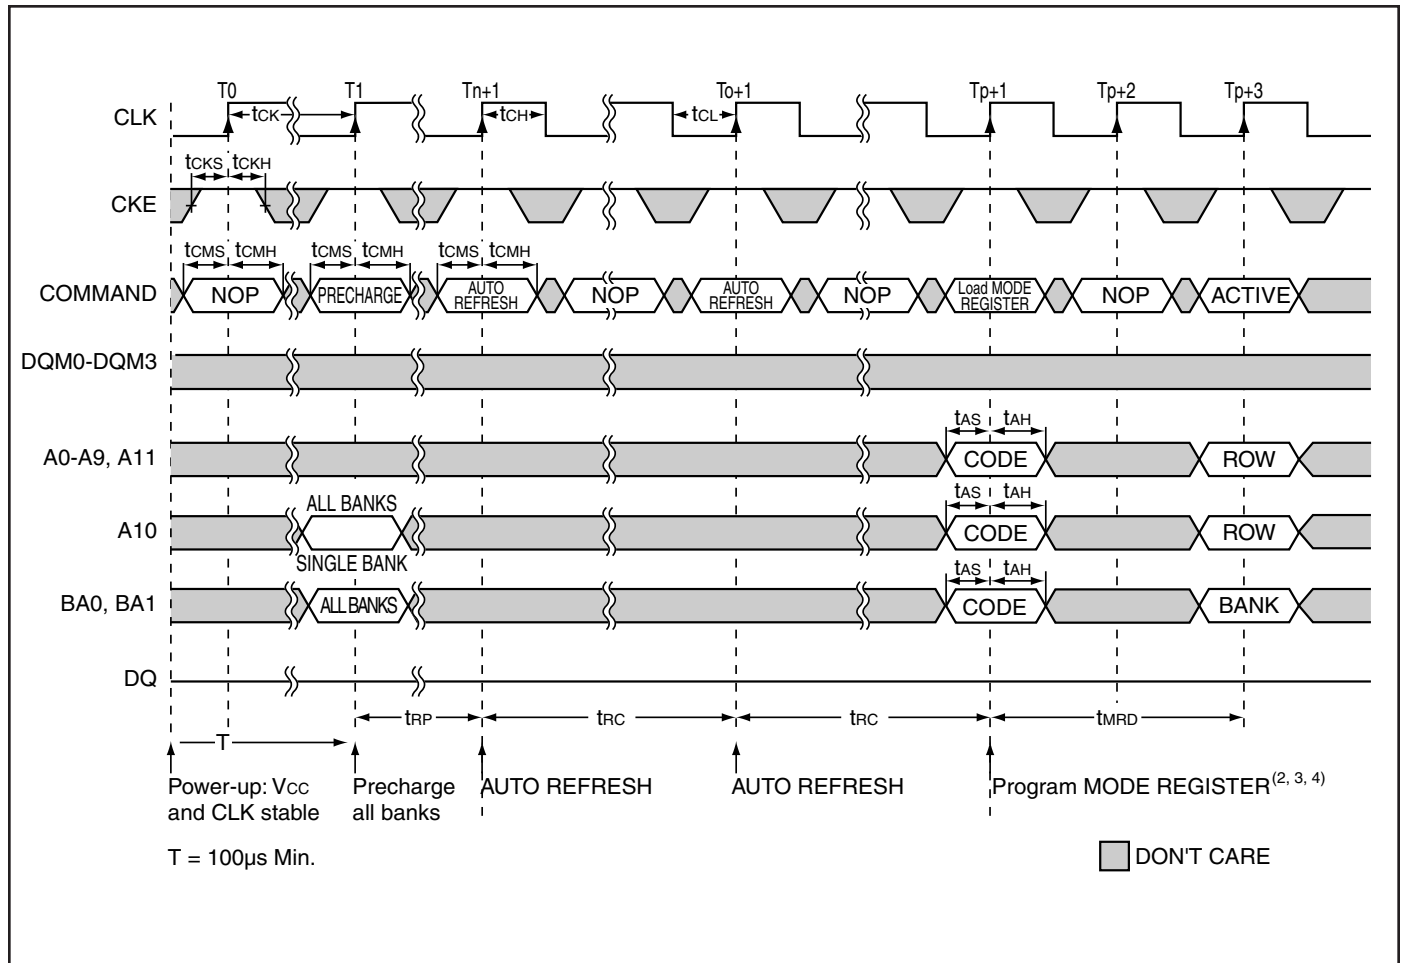 T0 T1 Tn+1 To+1 Tp+1 Tp+2 Tp+3
CLK tCK tCH tCL
tCKS tCKH
CKE
tCMS tCMH tCMS tCMH tCMS tCMH
COMMAND NOP PRECHARGE AUTO REFRESH NOP AUTO REFRESH NOP Load MODE REGISTER NOP ACTIVE
DQM0-DQM3
tAS tAH
A0-A9, A11 CODE ROW
ALL BANKS tAS tAH
A10 CODE ROW
SINGLE BANK tAS tAH
BA0, BA1 ALL BANKS CODE BANK
DQ
tRP tRC tRC tMRD
T
Power-up: VCC Precharge AUTO REFRESH AUTO REFRESH Program MODE REGISTER(2, 3, 4)
and CLK stable all banks
T = 100µs Min. DON'T CARE